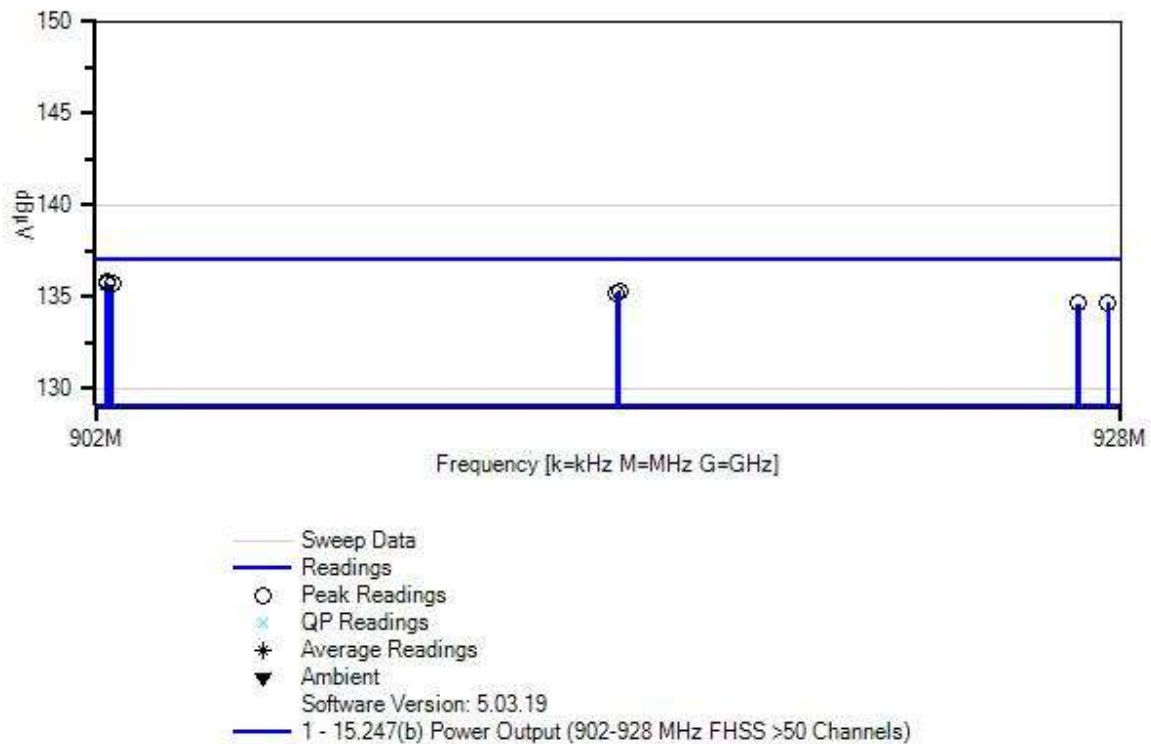 150
145
140
135
130
dBµV
902M
928M
Frequency [k=kHz M=MHz G=GHz]
Sweep Data
Readings
Peak Readings
QP Readings
Average Readings
Ambient
Software Version: 5.03.19
1 - 15.247(b) Power Output (902-928 MHz FHSS >50 Channels)